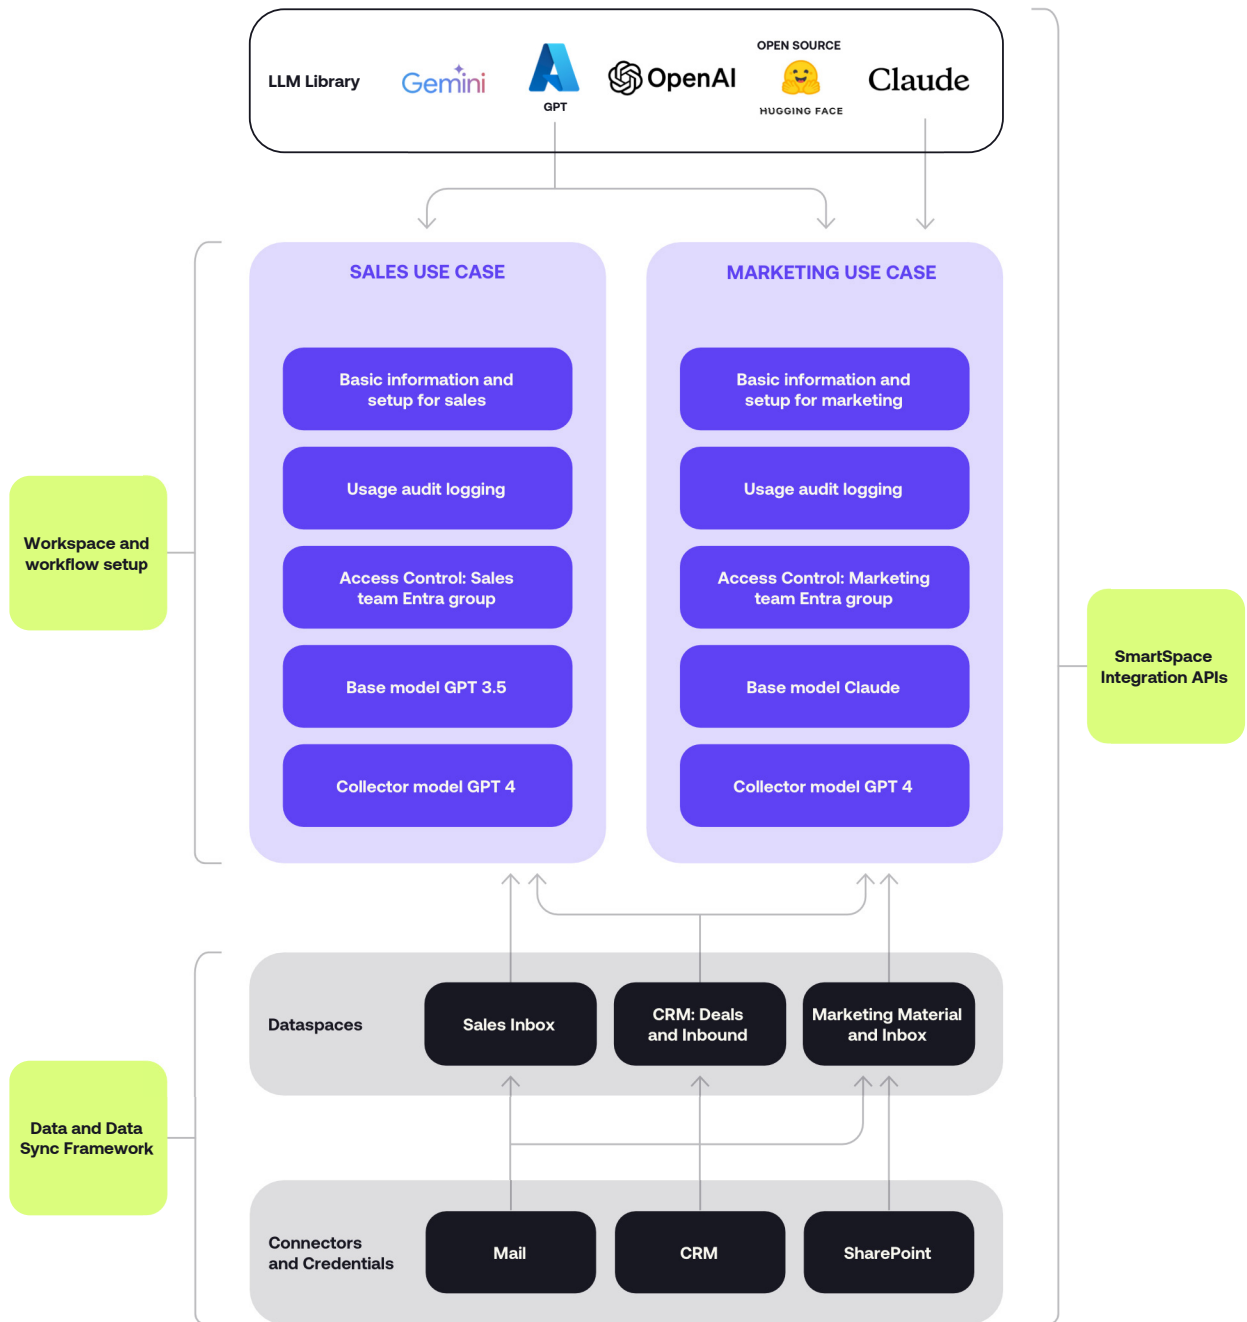 OPEN SOURCE
LLM Library
Gemini
OpenAI
Claude
GPT
HUGGING FACE
SALES USE CASE
Basic information and
setup for sales
Usage audit logging
Access Control: Sales
team Entra group
Base model GPT 3.5
Collector model GPT 4
MARKETING USE CASE
Basic information and
setup for marketing
Usage audit logging
Access Control: Marketing
team Entra group
Base model Claude
Collector model GPT 4
Workspace and
workflow setup
SmartSpace
Integration APIs
Dataspaces
Sales Inbox
CRM: Deals
and Inbound
Marketing Material
and Inbox
Data and Data
Sync Framework
Connectors
and Credentials
Mail
CRM
SharePoint